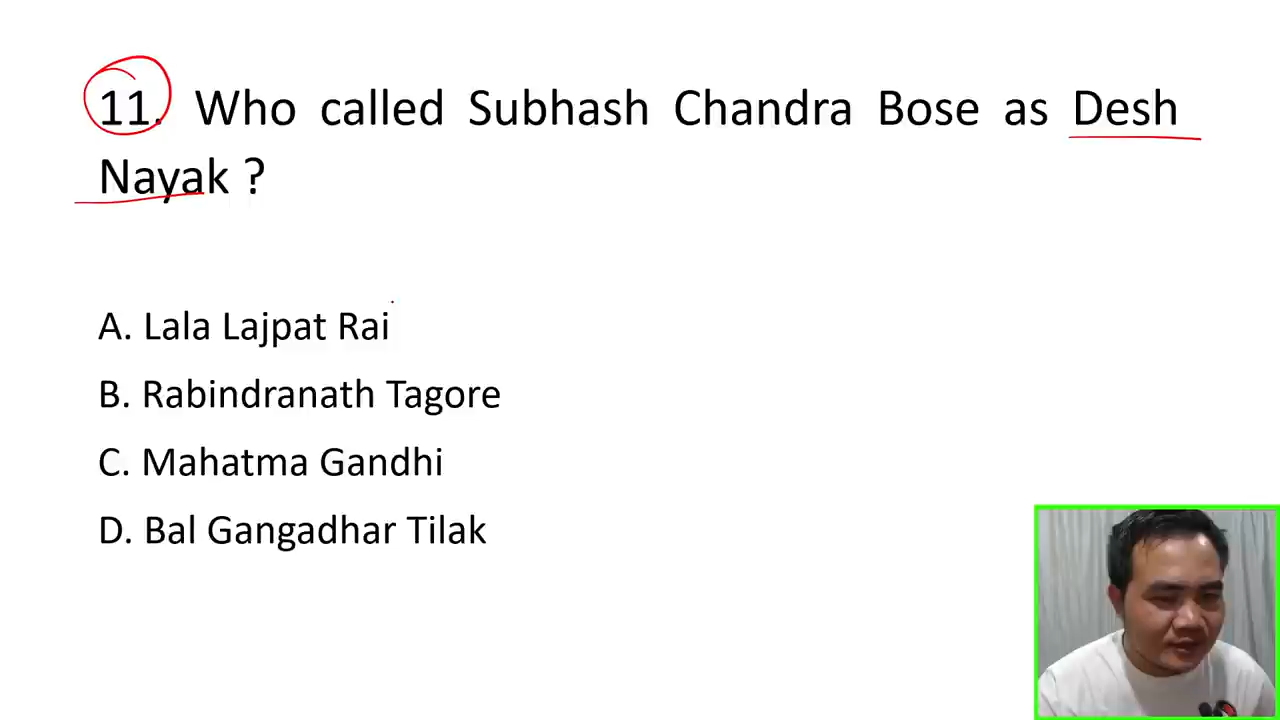 11. Who called Subhash Chandra Bose as Desh
Nayak ?
A. Lala Lajpat Rai
B. Rabindranath Tagore
C. Mahatma Gandhi
D. Bal Gangadhar Tilak